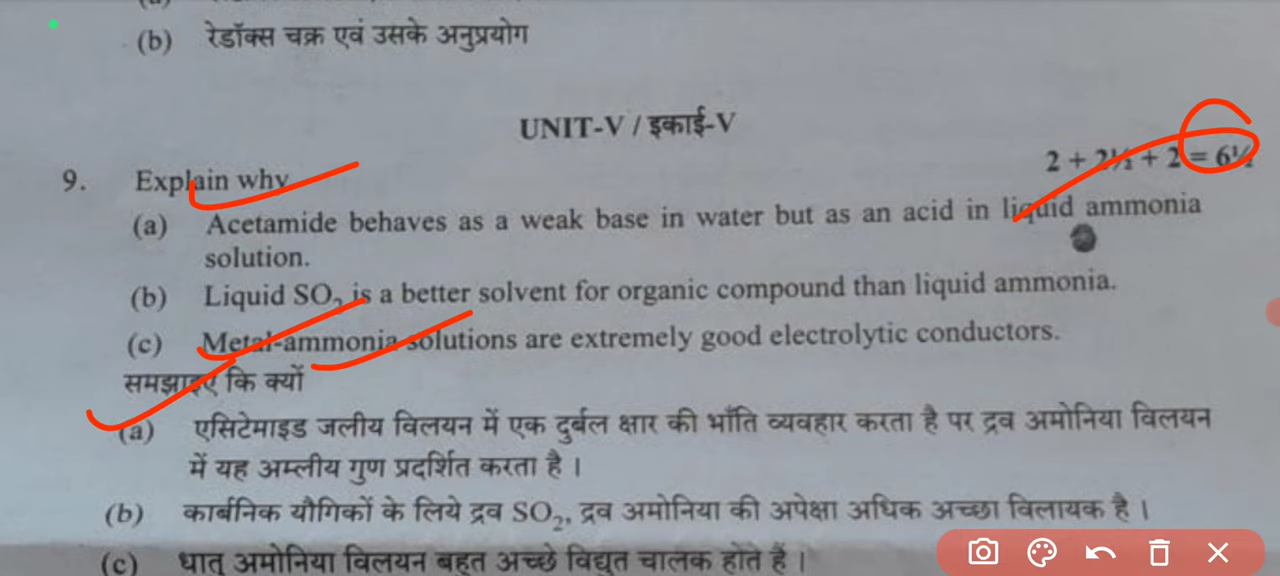 (b) रेडॉक्स चक्र एवं उसके अनुप्रयोग
UNIT-V / इकाई-V
2 + 2½ + 2 = 6½
9. Explain why
(a) Acetamide behaves as a weak base in water but as an acid in liquid ammonia
solution.
(b) Liquid SO₂ is a better solvent for organic compound than liquid ammonia.
(c) Metal-ammonia solutions are extremely good electrolytic conductors.
समझाइए कि क्यों
(a) एसिटेमाइड जलीय विलयन में एक दुर्बल क्षार की भाँति व्यवहार करता है पर द्रव अमोनिया विलयन
में यह अम्लीय गुण प्रदर्शित करता है ।
(b) कार्बनिक यौगिकों के लिये द्रव SO₂, द्रव अमोनिया की अपेक्षा अधिक अच्छा विलायक है ।
(c) धातु अमोनिया विलयन बहुत अच्छे विद्युत चालक होते हैं ।